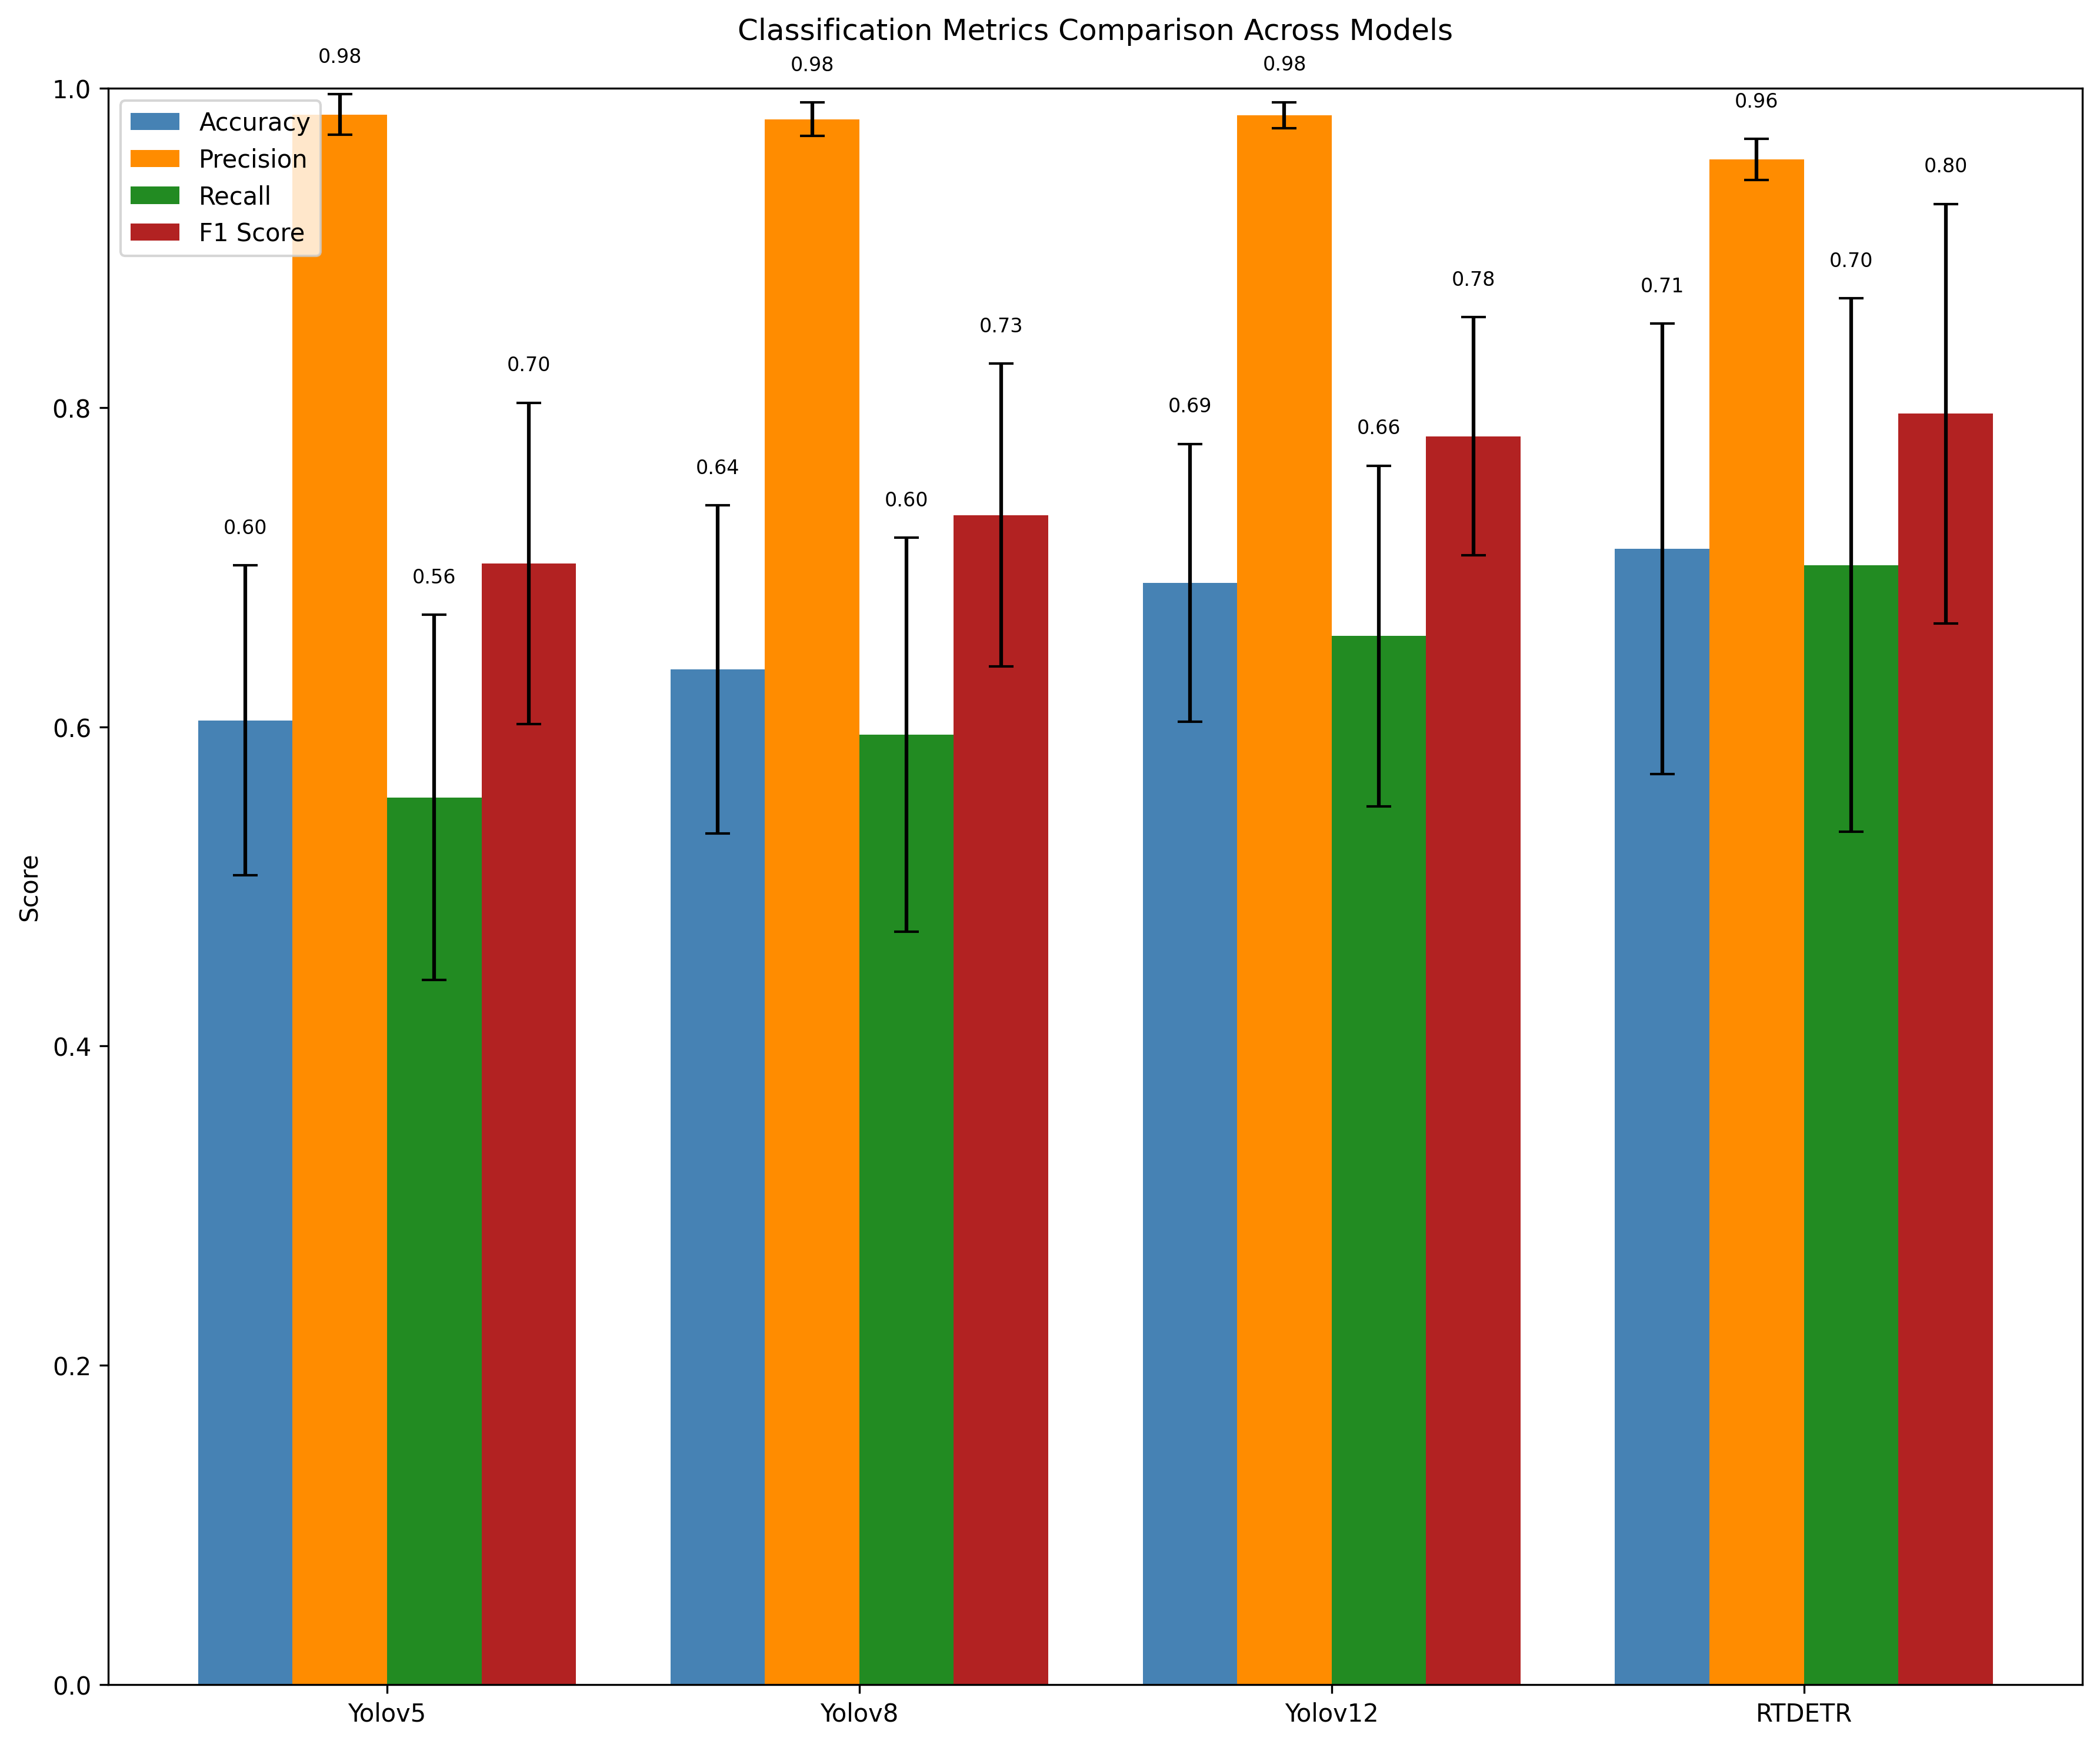 Classification Metrics Comparison Across Models
0.98
0.98
0.98
0.96
0.80
0.71
0.70
0.78
0.73
0.69
0.66
0.70
0.64
0.60
0.60
0.56
Accuracy
Precision
Recall
F1 Score
1.0
0.8
0.6
0.4
0.2
0.0
Score
Yolov5
Yolov8
Yolov12
RTDETR